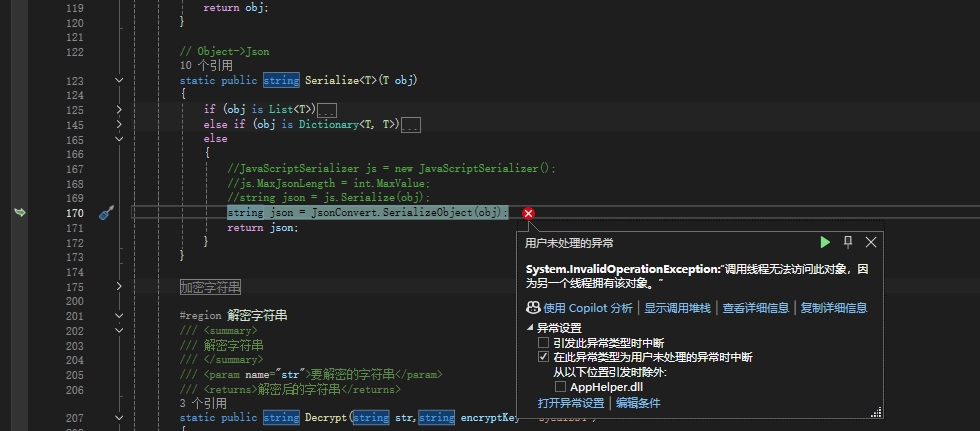 119 return obj;
120 }
121
122 // Object->Json
10 个引用
123 static public string Serialize<T>(T obj)
124 {
125 if (obj is List<T>)...
145 else if (obj is Dictionary<T, T>)...
165 else
166 {
167 //JavaScriptSerializer js = new JavaScriptSerializer();
168 //js.MaxJsonLength = int.MaxValue;
169 //string json = js.Serialize(obj);
170 string json = JsonConvert.SerializeObject(obj);
171 return json;
172 }
173 }
174
175 加密字符串
200
201 #region 解密字符串
202 /// <summary>
203 /// 解密字符串
204 /// </summary>
205 /// <param name="str">要解密的字符串</param>
206 /// <returns>解密后的字符串</returns>
3 个引用
207 static public string Decrypt(string str,string encryptKey
用户未处理的异常
System.InvalidOperationException:"调用线程无法访问此对象，因
为另一个线程拥有该对象。"
使用 Copilot 分析 | 显示调用堆栈 | 查看详细信息 | 复制详细信息
异常设置
引发此异常类型时中断
在此异常类型为用户未处理的异常时中断
从以下位置引发时除外:
AppHelper.dll
打开异常设置 | 编辑条件